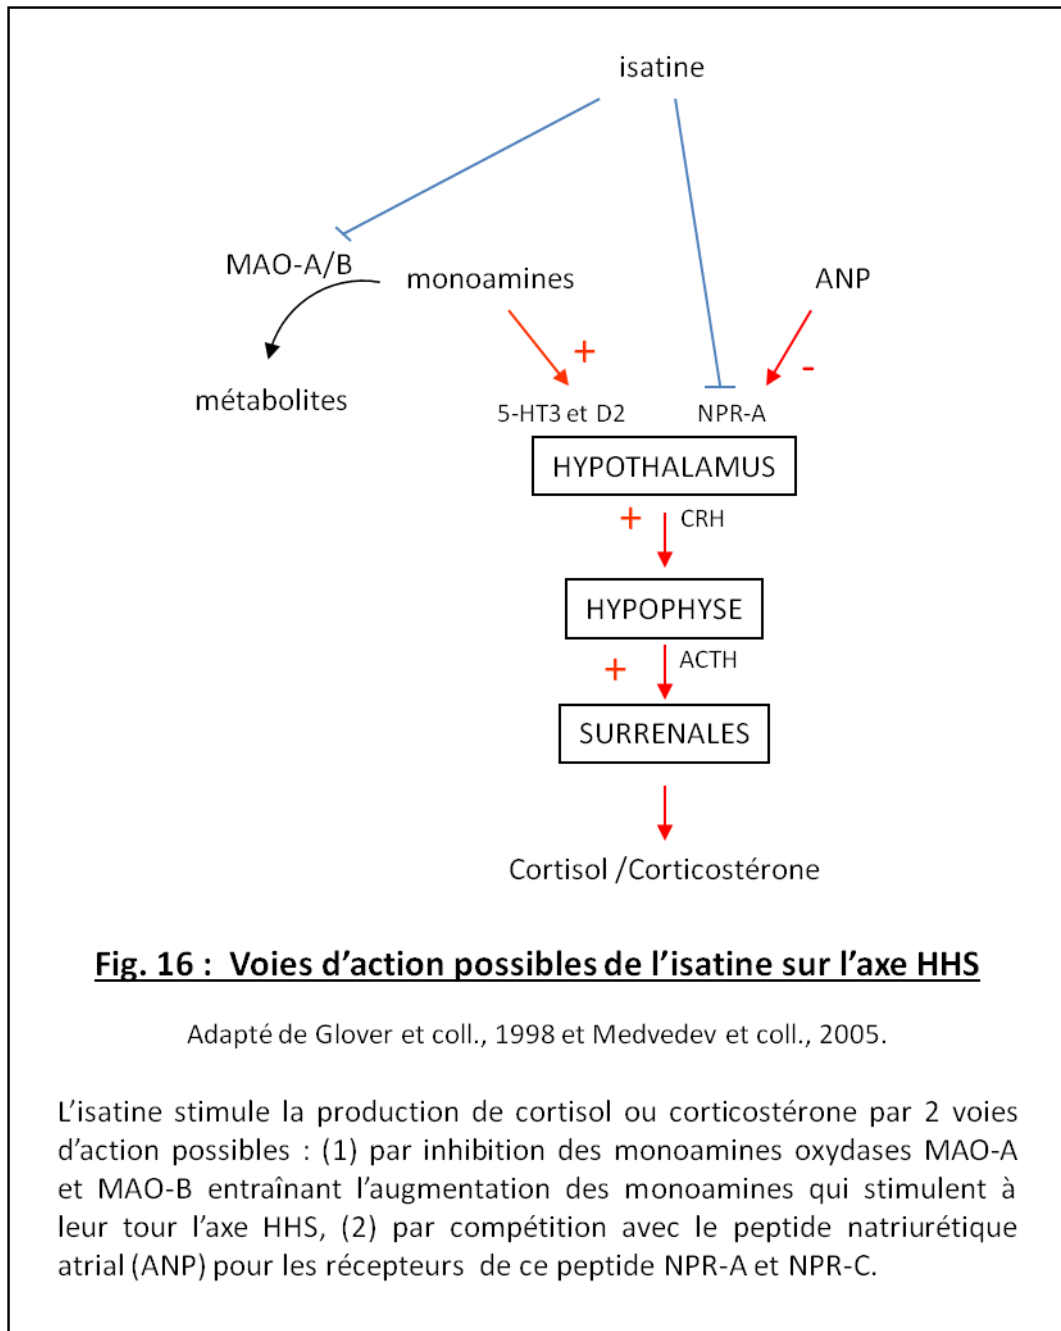 isatine
MAO-A/B
monoamines
ANP
+
-
métabolites
5-HT3 et D2
NPR-A
HYPOTHALAMUS
+
CRH
HYPOPHYSE
+
ACTH
SURRENALES
Cortisol /Corticostérone
Fig. 16 : Voies d'action possibles de l'isatine sur l'axe HHS
Adapté de Glover et coll., 1998 et Medvedev et coll., 2005.
L'isatine stimule la production de cortisol ou corticostérone par 2 voies
d'action possibles : (1) par inhibition des monoamines oxydases MAO-A
et MAO-B entraînant l'augmentation des monoamines qui stimulent à
leur tour l'axe HHS, (2) par compétition avec le peptide natriurétique
atrial (ANP) pour les récepteurs de ce peptide NPR-A et NPR-C.